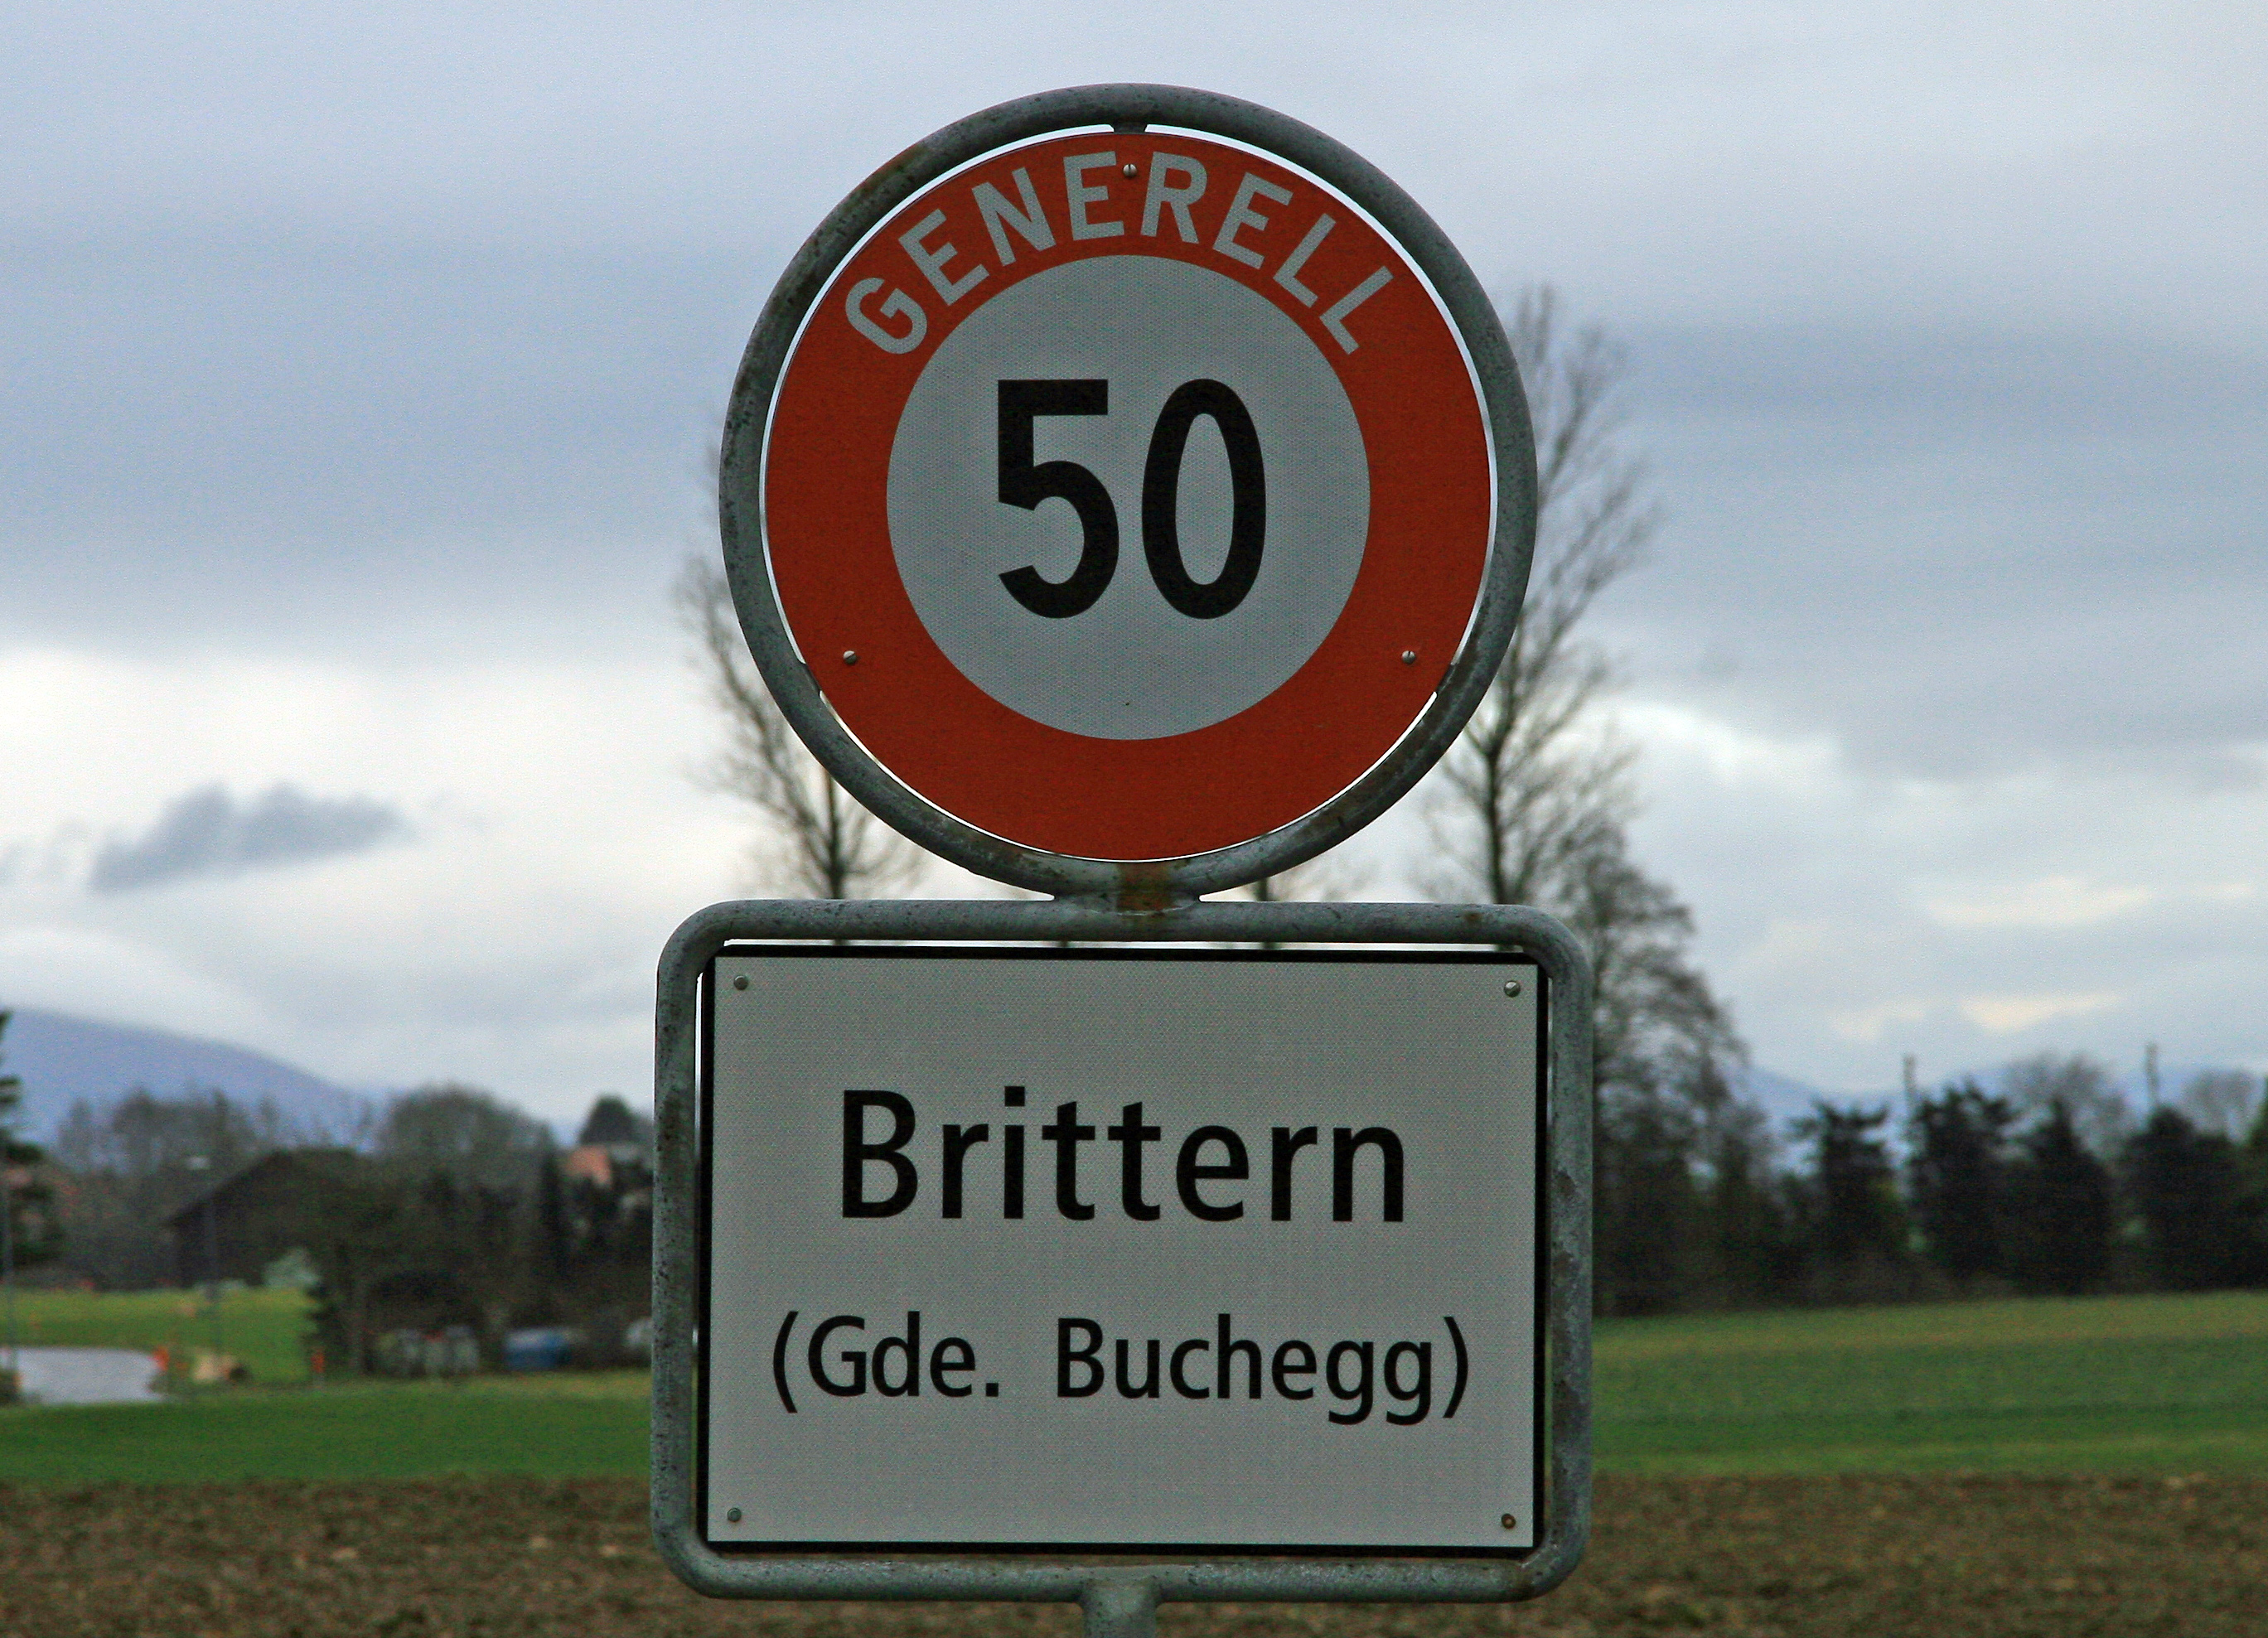 GENERELL
50
Brittern
(Gde. Buchegg)